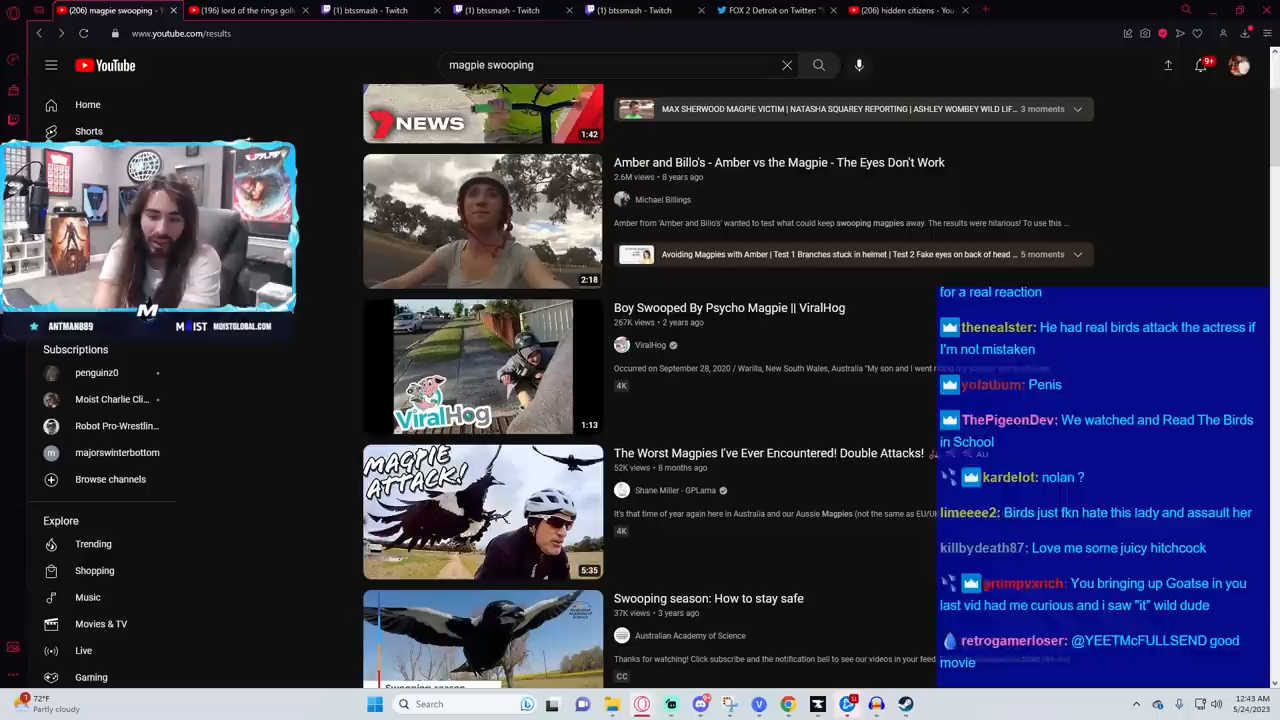 (206) magpie swooping -
(196) lord of the rings goll
(1) btssmash - Twitch
(1) btssmash - Twitch
(1) btssmash - Twitch
FOX 2 Detroit on Twitter: "
(206) hidden citizens - You
www.youtube.com/results
YouTube
magpie swooping
9+
Home
Shorts
7NEWS
1:42
MAX SHERWOOD MAGPIE VICTIM | NATASHA SQUAREY REPORTING | ASHLEY WOMBEY WILD LIF...
3 moments
Amber and Billo's - Amber vs the Magpie - The Eyes Don't Work
2.6M views • 8 years ago
Michael Billings
Amber from 'Amber and Billo's' wanted to test what could keep swooping magpies away. The results were hilarious! To use this ...
Avoiding Magpies with Amber | Test 1 Branches stuck in helmet | Test 2 Fake eyes on back of head ...
5 moments
2:18
M
ANTMAN889
MOIST
MOISTGLOBAL.COM
Subscriptions
penguinz0
Moist Charlie Cli...
Robot Pro-Wrestlin...
majorswinterbottom
Browse channels
Explore
Trending
Shopping
Music
Movies & TV
Live
Gaming
Boy Swooped By Psycho Magpie || ViralHog
267K views • 2 years ago
ViralHog
Occurred on September 28, 2020 / Warilla, New South Wales, Australia "My son and I went
4K
ViralHog
1:13
The Worst Magpies I've Ever Encountered! Double Attacks!
52K views • 8 months ago
Shane Miller - GPLama
It's that time of year again here in Australia and our Aussie Magpies (not the same as EU/U
4K
MAGPIE
ATTACK!
5:35
Swooping season: How to stay safe
37K views • 3 years ago
Australian Academy of Science
Thanks for watching! Click subscribe and the notification bell to see our videos in your feed
CC
Swooping season
for a real reaction
thenealster: He had real birds attack the actress if
I'm not mistaken
yofatbum: Penis
ThePigeonDev: We watched and Read The Birds
in School
kardelot: nolan ?
limeeee2: Birds just fkn hate this lady and assault her
killbydeath87: Love me some juicy hitchcock
You bringing up Goatse in you
last vid had me curious and i saw "it" wild dude
retrogamerloser: @YEETMcFULLSEND good
movie
72°F
Partly cloudy
Search
12:43 AM
5/24/2023